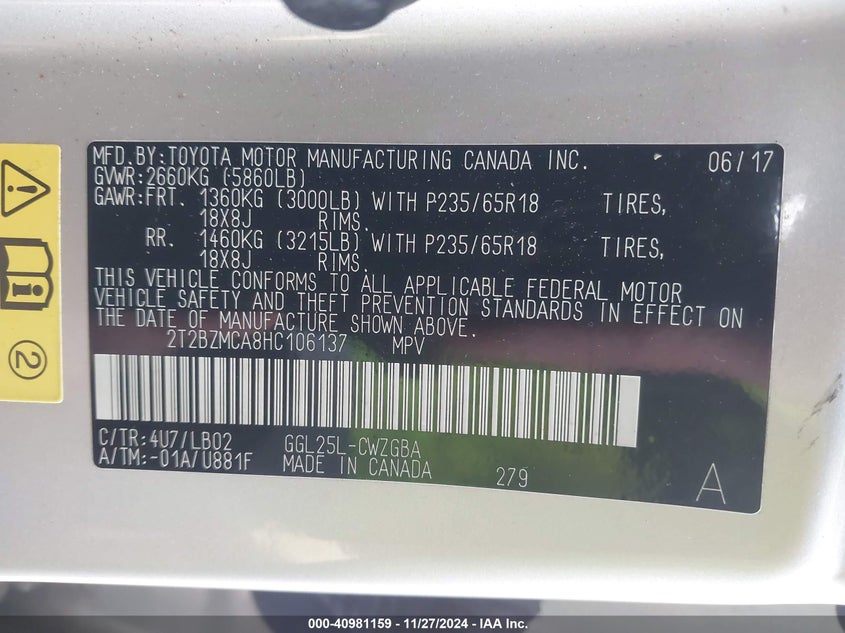 MFD.BY:TOYOTA MOTOR MANUFACTURING CANADA INC. 06/17
GVWR:2660KG (5860LB)
GAWR:FRT. 1360KG (3000LB) WITH P235/65R18 TIRES,
18X8J RIMS.
RR. 1460KG (3215LB) WITH P235/65R18 TIRES,
18X8J RIMS.
THIS VEHICLE CONFORMS TO ALL APPLICABLE FEDERAL MOTOR
VEHICLE SAFETY AND THEFT PREVENTION STANDARDS IN EFFECT ON
THE DATE OF MANUFACTURE SHOWN ABOVE.
2T2BZMCA8HC106137 MPV
C/TR:4U7/LB02 GGL25L-CWZGBA
A/TM:-01A/U881F MADE IN CANADA 279 A
2
000-40981159 - 11/27/2024 - IAA Inc.